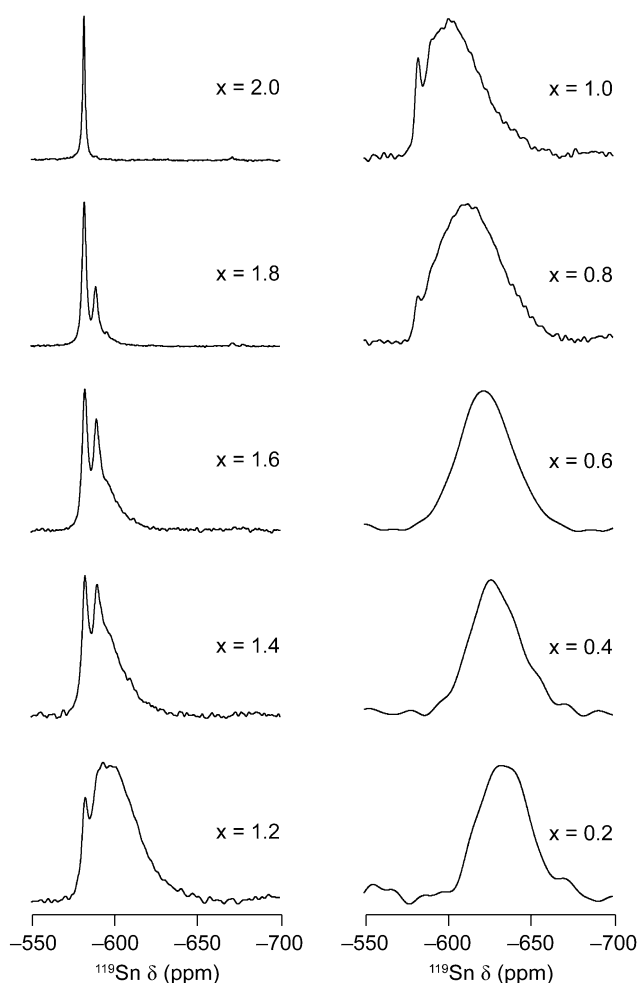 x = 2.0
x = 1.8
x = 1.6
x = 1.4
x = 1.2
–550 –600 –650 –700
¹¹⁹Sn δ (ppm)
x = 1.0
x = 0.8
x = 0.6
x = 0.4
x = 0.2
–550 –600 –650 –700
¹¹⁹Sn δ (ppm)